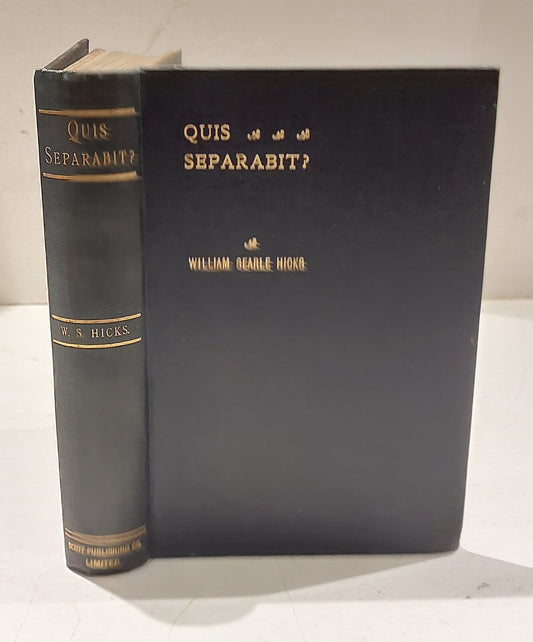 QUIS
SEPARABIT?
W. S. HICKS.
SCOTT PUBLISHING CO.
LIMITED
QUIS
SEPARABIT?
WILLIAM SEARLE HICKS